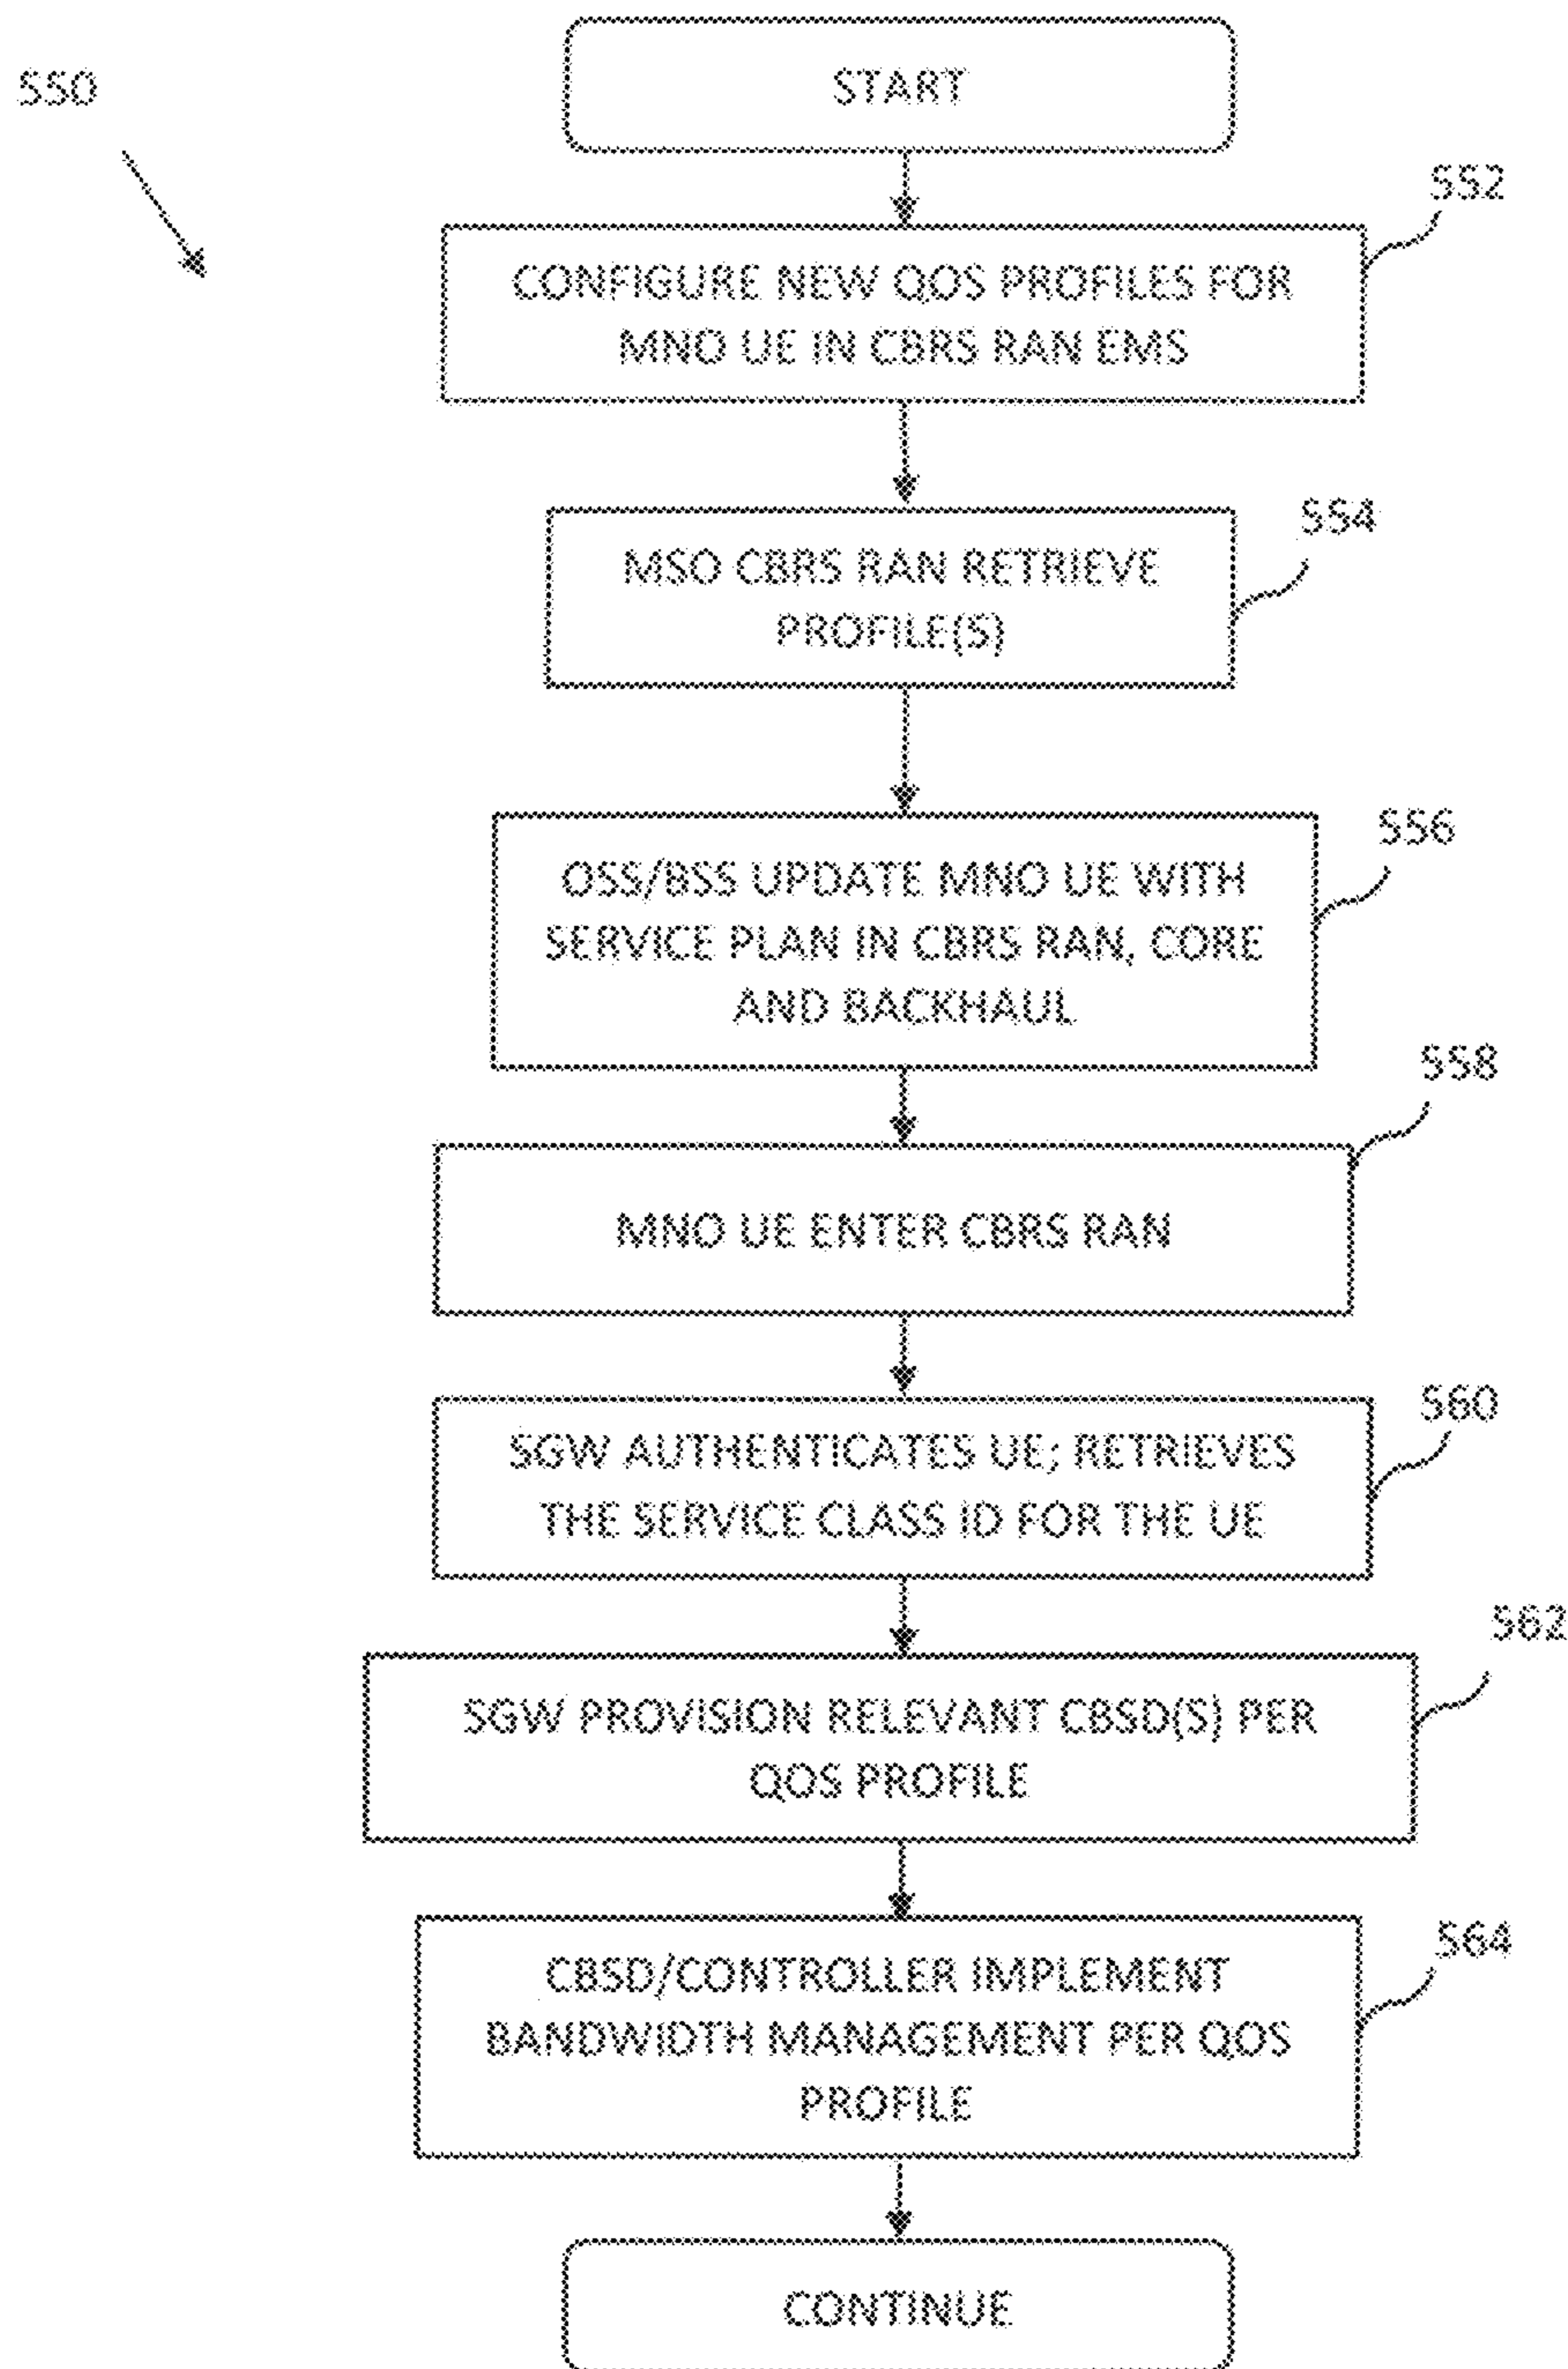 550
START
552
CONFIGURE NEW QOS PROFILES FOR
MNO UE IN CBRS RAN EMS
554
MSO CBRS RAN RETRIEVE
PROFILE(S)
556
OSS/BSS UPDATE MNO UE WITH
SERVICE PLAN IN CBRS RAN, CORE
AND BACKHAUL
558
MNO UE ENTER CBRS RAN
560
SGW AUTHENTICATES UE; RETRIEVES
THE SERVICE CLASS ID FOR THE UE
562
SGW PROVISION RELEVANT CBSD(S) PER
QOS PROFILE
564
CBSD/CONTROLLER IMPLEMENT
BANDWIDTH MANAGEMENT PER QOS
PROFILE
CONTINUE